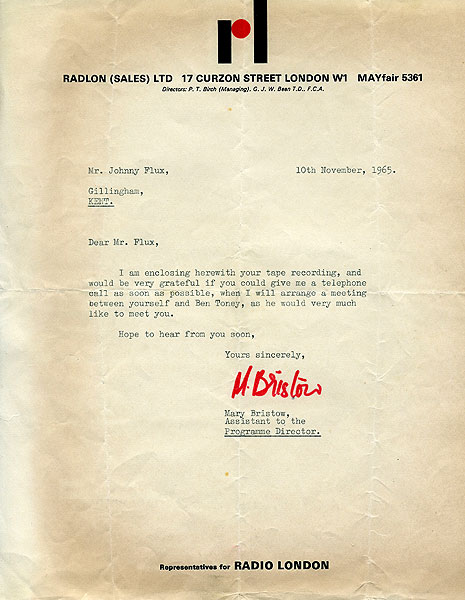 rl
RADLON (SALES) LTD 17 CURZON STREET LONDON W1 MAYfair 5361
Directors: P. T. Birch (Managing), G. J. W. Bean T.D., F.C.A.
Mr. Johnny Flux, 10th November, 1965.
Gillingham,
KENT.
Dear Mr. Flux,
I am enclosing herewith your tape recording, and
would be very grateful if you could give me a telephone
call as soon as possible, when I will arrange a meeting
between yourself and Ben Toney, as he would very much
like to meet you.
Hope to hear from you soon,
Yours sincerely,
M. Bristow
Mary Bristow,
Assistant to the
Programme Director.
Representatives for RADIO LONDON